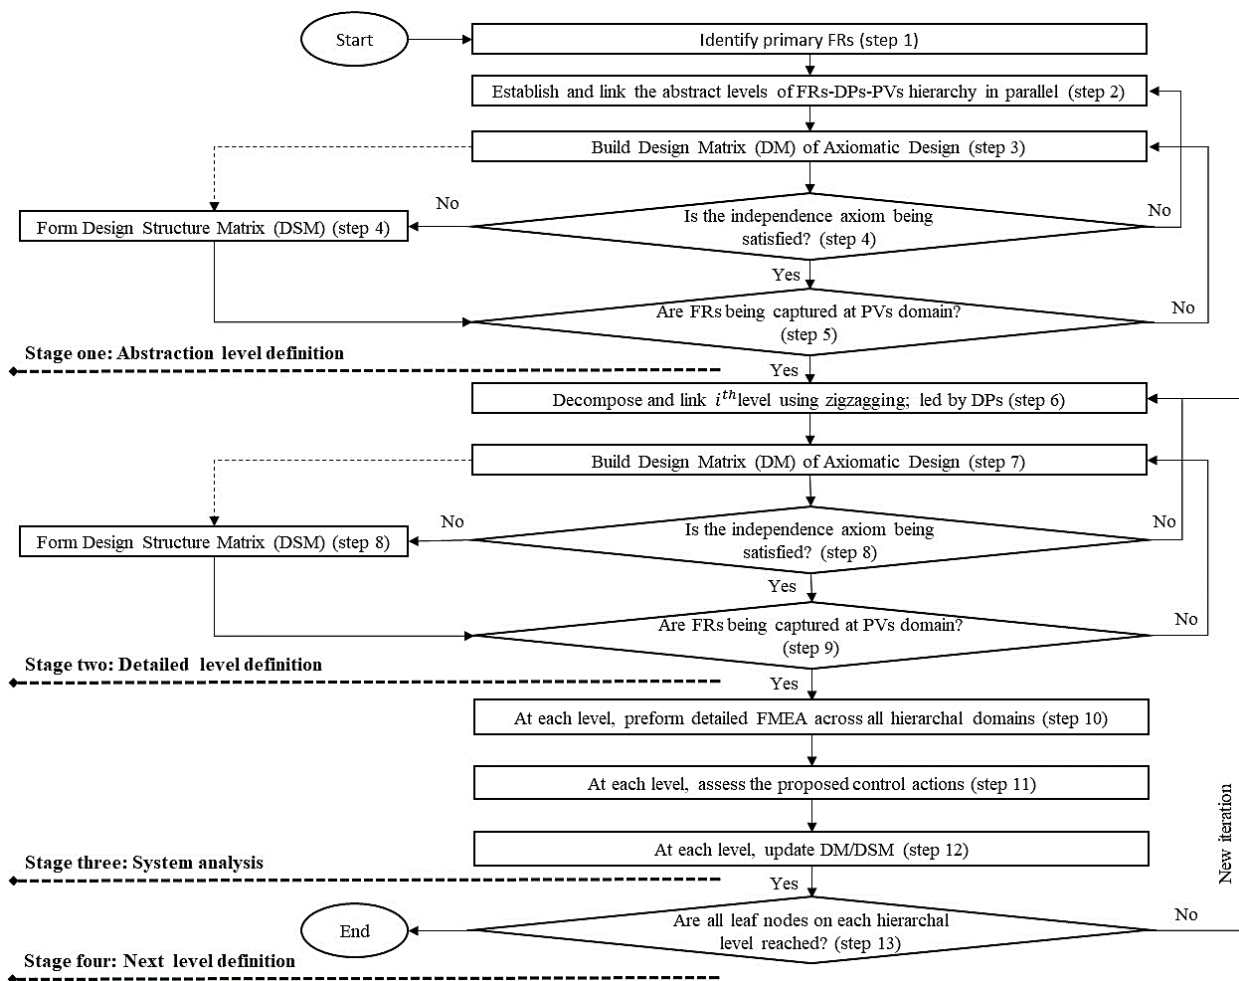 Start
Identify primary FRs (step 1)
Establish and link the abstract levels of FRs-DPs-PVs hierarchy in parallel (step 2)
Build Design Matrix (DM) of Axiomatic Design (step 3)
No
Is the independence axiom being
satisfied? (step 4)
No
Form Design Structure Matrix (DSM) (step 4)
Yes
Are FRs being captured at PVs domain?
(step 5)
No
Stage one: Abstraction level definition
Yes
Decompose and link i^th level using zigzagging; led by DPs (step 6)
Build Design Matrix (DM) of Axiomatic Design (step 7)
No
Is the independence axiom being
satisfied? (step 8)
No
Form Design Structure Matrix (DSM) (step 8)
Yes
Are FRs being captured at PVs domain?
(step 9)
No
Stage two: Detailed level definition
Yes
At each level, preform detailed FMEA across all hierarchal domains (step 10)
At each level, assess the proposed control actions (step 11)
New iteration
At each level, update DM/DSM (step 12)
Stage three: System analysis
Yes
Are all leaf nodes on each hierarchal
level reached? (step 13)
No
End
Stage four: Next level definition